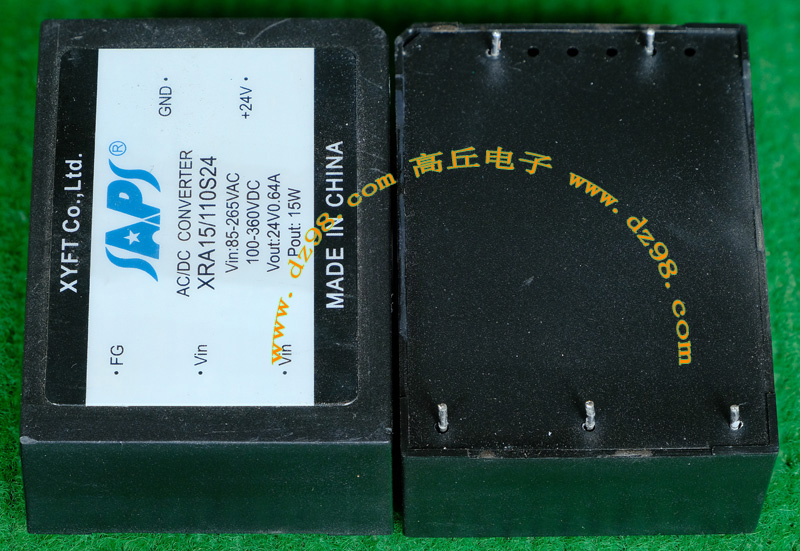 XYFT Co.,Ltd.
SAPS®
AC/DC CONVERTER
XRA15/110S24
Vin:85-265VAC
100-360VDC
Vout:24V0.64A
Pout: 15W
MADE IN CHINA
GND •
+24V •
• FG
• Vin
• Vin
www.dz98.com 高丘电子 www.dz98.com